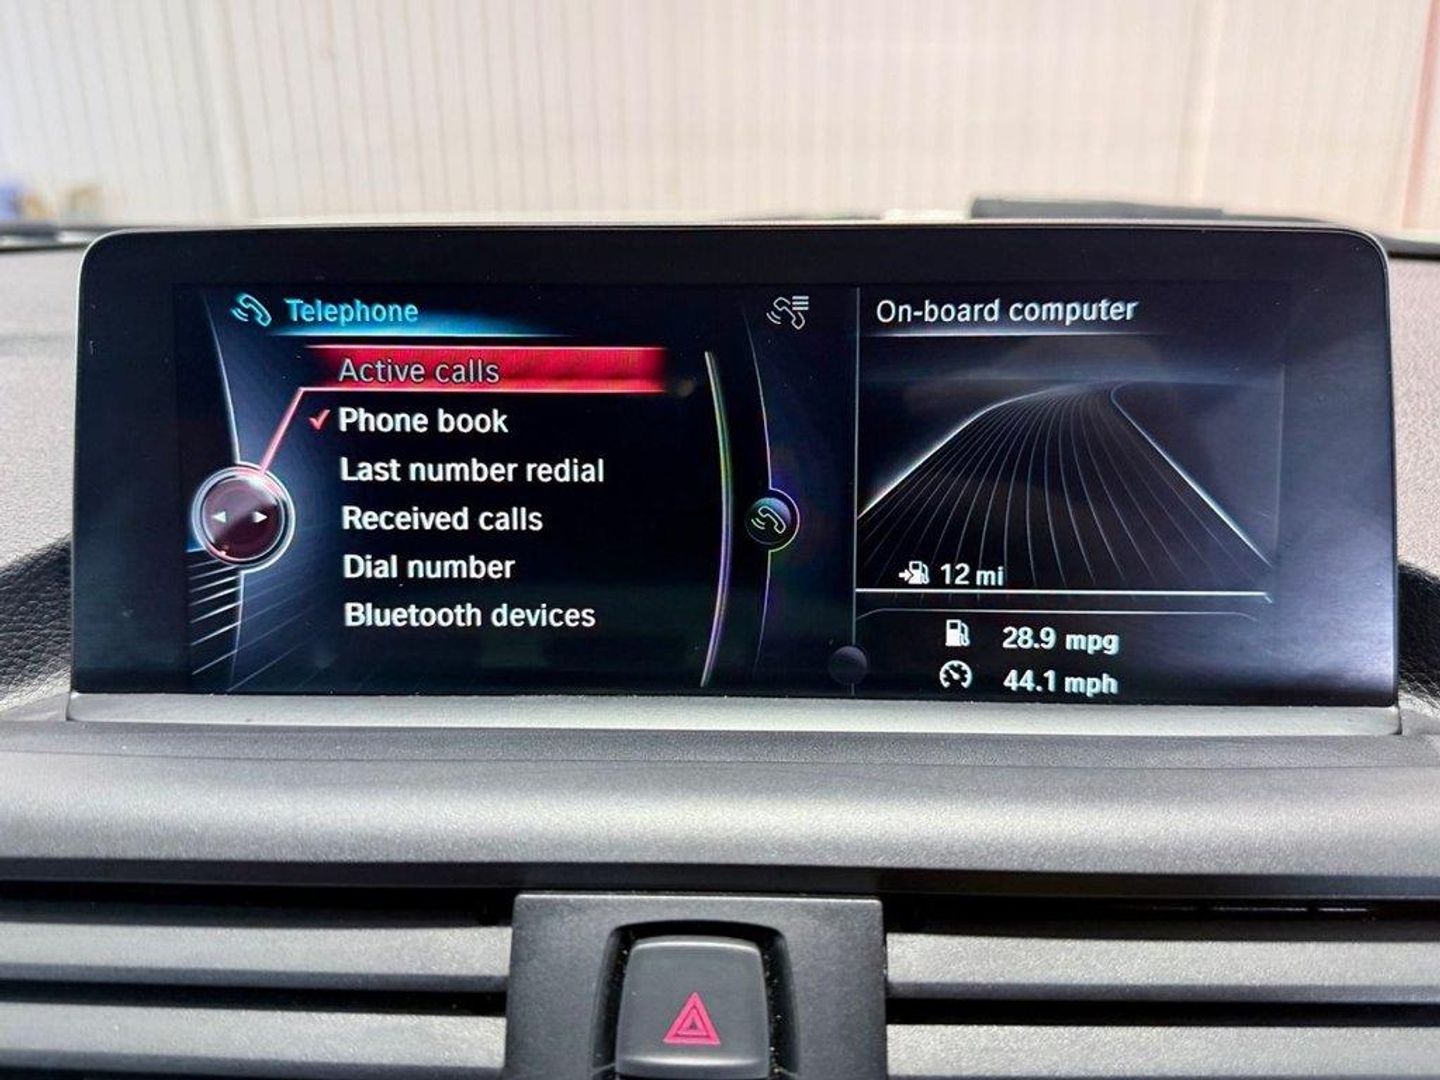 Telephone
Active calls
Phone book
Last number redial
Received calls
Dial number
Bluetooth devices
On-board computer
12 mi
28.9 mpg
44.1 mph